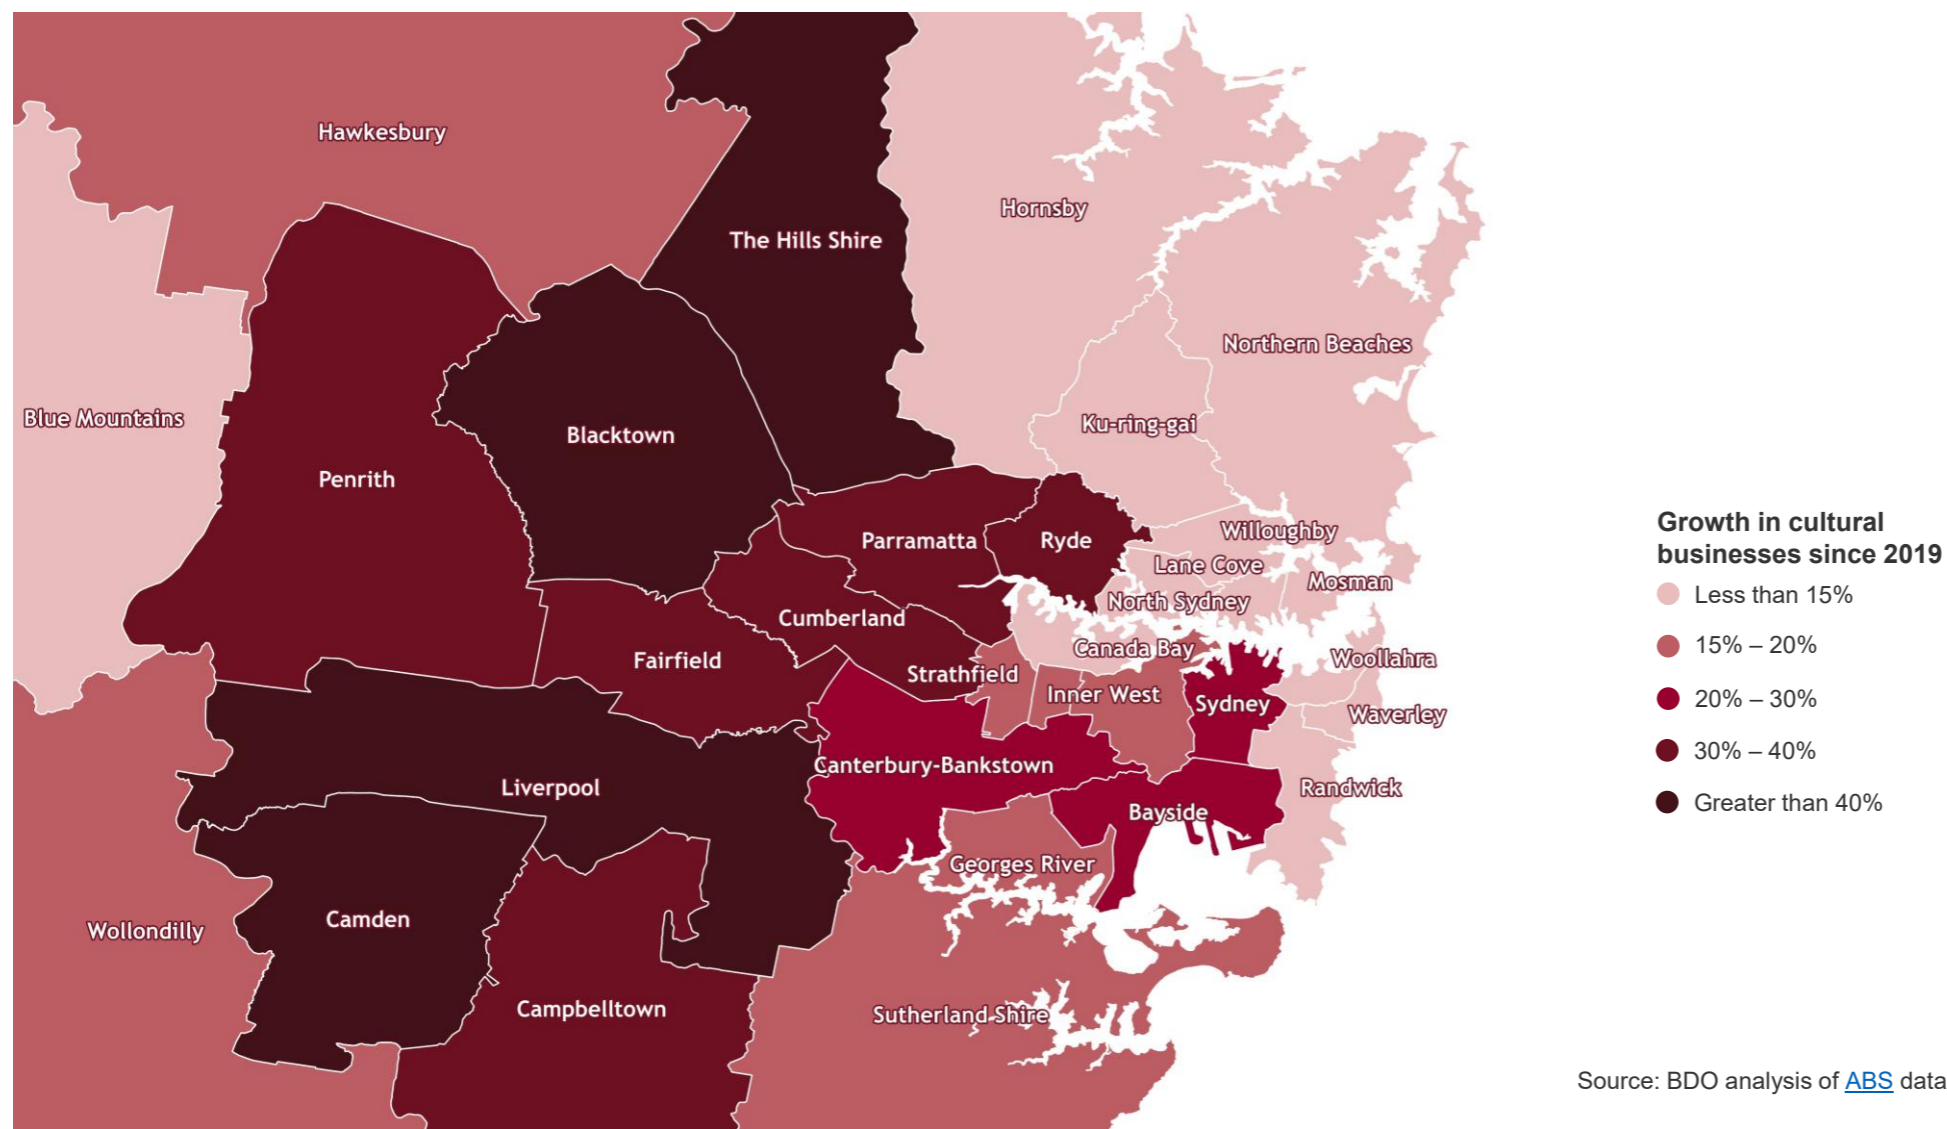 Hawkesbury
Hornsby
The Hills Shire
Northern Beaches
Blue Mountains
Ku-ring-gai
Blacktown
Penrith
Willoughby
Parramatta
Ryde
Lane Cove
Mosman
North Sydney
Cumberland
Canada Bay
Woollahra
Fairfield
Strathfield
Inner West
Sydney
Waverley
Canterbury-Bankstown
Liverpool
Randwick
Bayside
Georges River
Camden
Wollondilly
Campbelltown
Sutherland Shire
Growth in cultural
businesses since 2019
Less than 15%
15% – 20%
20% – 30%
30% – 40%
Greater than 40%
Source: BDO analysis of ABS data